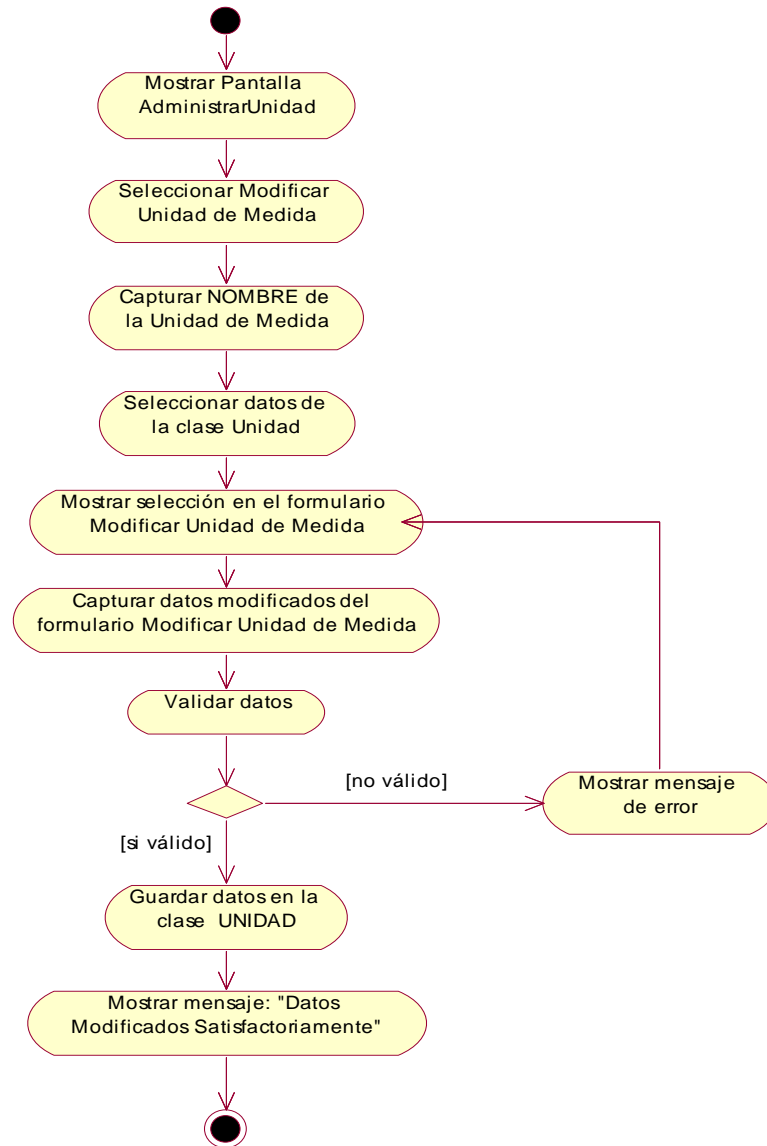 Mostrar Pantalla
AdministrarUnidad
Seleccionar Modificar
Unidad de Medida
Capturar NOMBRE de
la Unidad de Medida
Seleccionar datos de
la clase Unidad
Mostrar selección en el formulario
Modificar Unidad de Medida
Capturar datos modificados del
formulario Modificar Unidad de Medida
Validar datos
[no válido]
Mostrar mensaje
de error
[si válido]
Guardar datos en la
clase UNIDAD
Mostrar mensaje: "Datos
Modificados Satisfactoriamente"